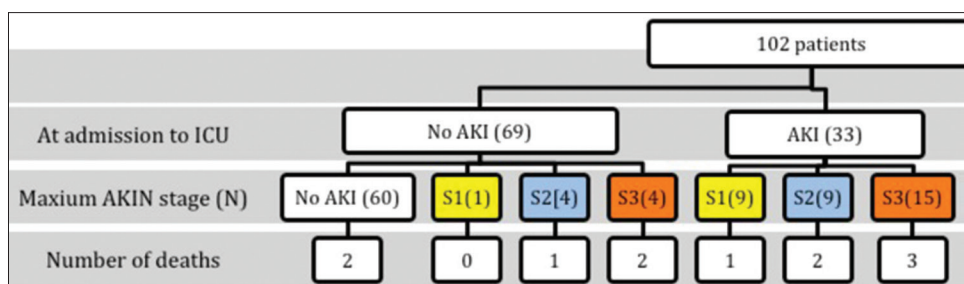 102 patients
At admission to ICU No AKI (69) AKI (33)
Maxium AKIN stage (N) No AKI (60) S1(1) S2[4) S3(4) S1(9) S2(9) S3(15)
Number of deaths 2 0 1 2 1 2 3